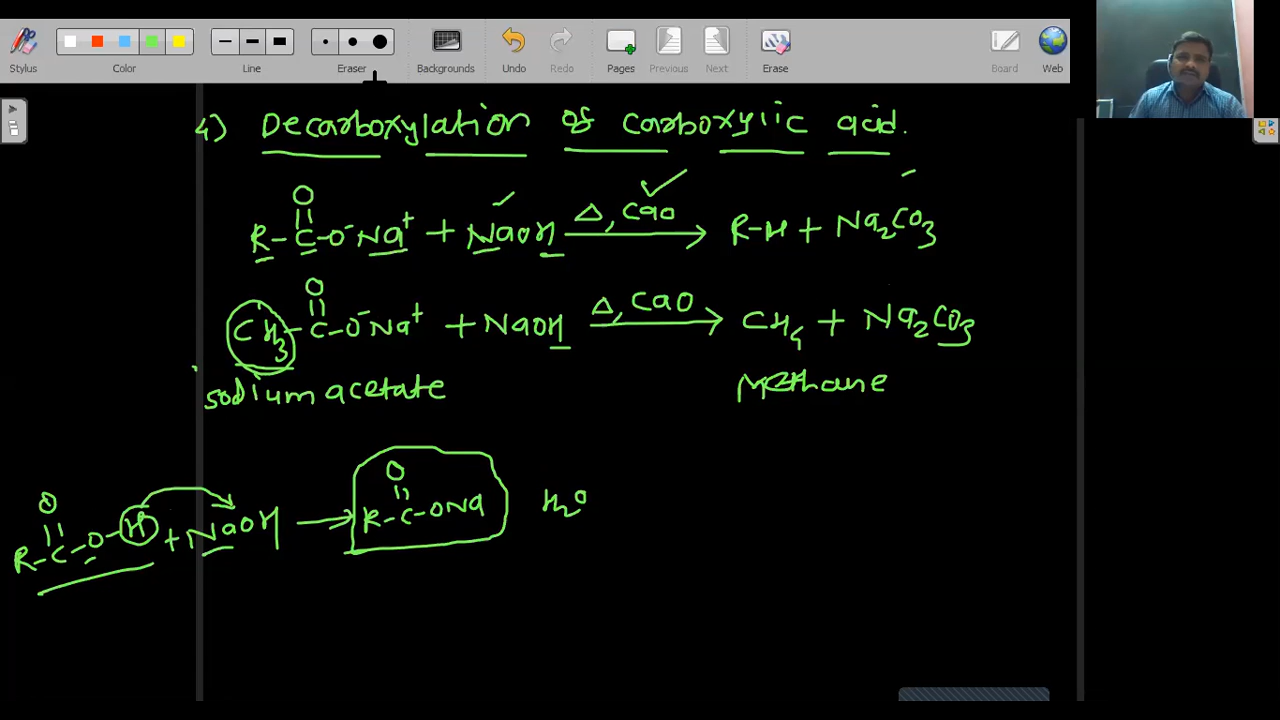 Stylus Color Line Eraser Backgrounds Undo Redo Pages Previous Next Erase Board Web
4) Decarboxylation of carboxylic acid.
O
R-C-O⁻Na⁺ + NaOH △, CaO → R-H + Na₂CO₃
O
CH₃-C-O⁻Na⁺ + NaOH △, CaO → CH₄ + Na₂CO₃
sodium acetate Methane
O O
R-C-O-H + NaOH → R-C-ONa H₂O